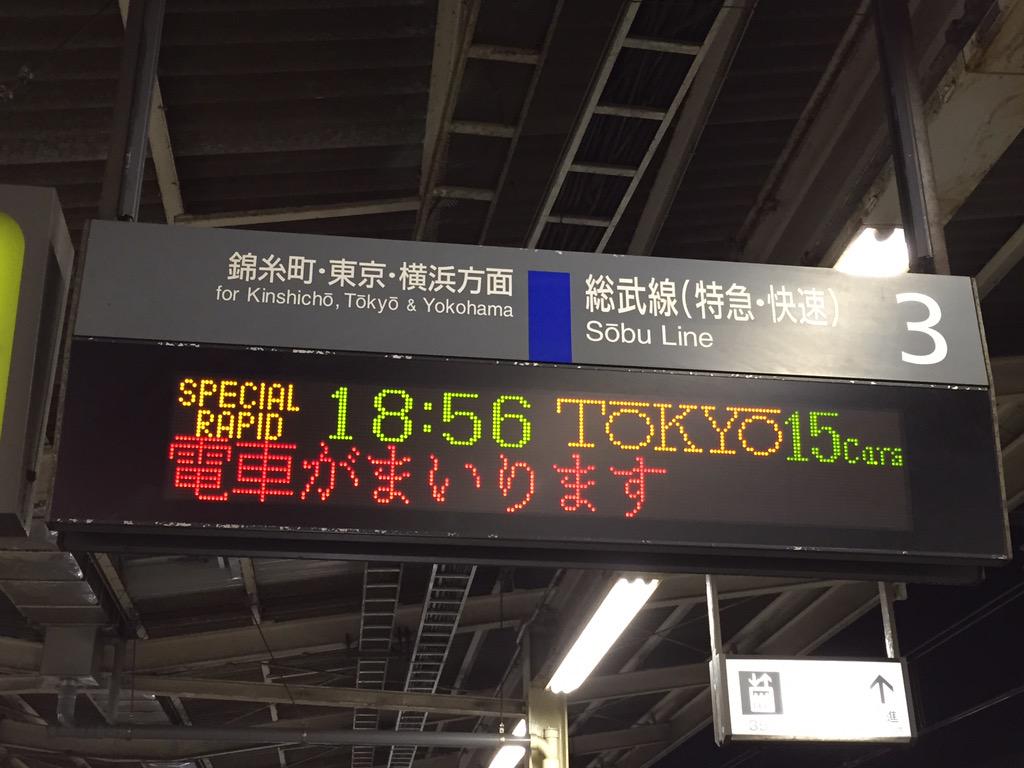 錦糸町・東京・横浜方面
for Kinshichō, Tōkyō & Yokohama
総武線(特急・快速)
Sōbu Line
3
SPECIAL RAPID 18:56 TŌKYŌ 15Cars
電車がまいります